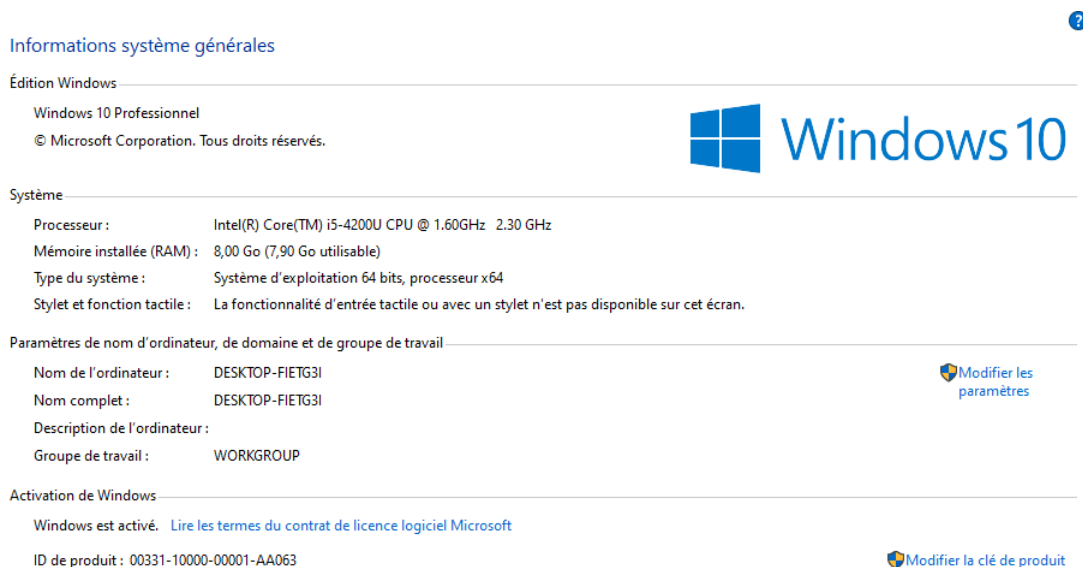 ?
Informations système générales
Édition Windows
Windows 10 Professionnel
© Microsoft Corporation. Tous droits réservés.
Windows 10
Système
Processeur : Intel(R) Core(TM) i5-4200U CPU @ 1.60GHz 2.30 GHz
Mémoire installée (RAM) : 8,00 Go (7,90 Go utilisable)
Type du système : Système d'exploitation 64 bits, processeur x64
Stylet et fonction tactile : La fonctionnalité d'entrée tactile ou avec un stylet n'est pas disponible sur cet écran.
Paramètres de nom d'ordinateur, de domaine et de groupe de travail
Nom de l'ordinateur : DESKTOP-FIETG3I
Modifier les
paramètres
Nom complet : DESKTOP-FIETG3I
Description de l'ordinateur :
Groupe de travail : WORKGROUP
Activation de Windows
Windows est activé. Lire les termes du contrat de licence logiciel Microsoft
ID de produit : 00331-10000-00001-AA063 Modifier la clé de produit